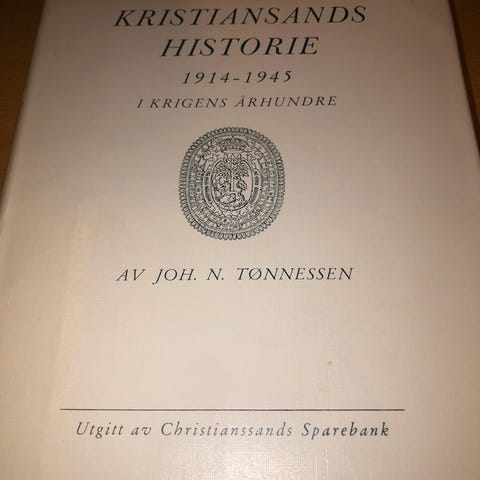 KRISTIANSANDS
HISTORIE
1914-1945
I KRIGENS ÅRHUNDRE
AV JOH. N. TØNNESSEN
Utgitt av Christianssands Sparebank